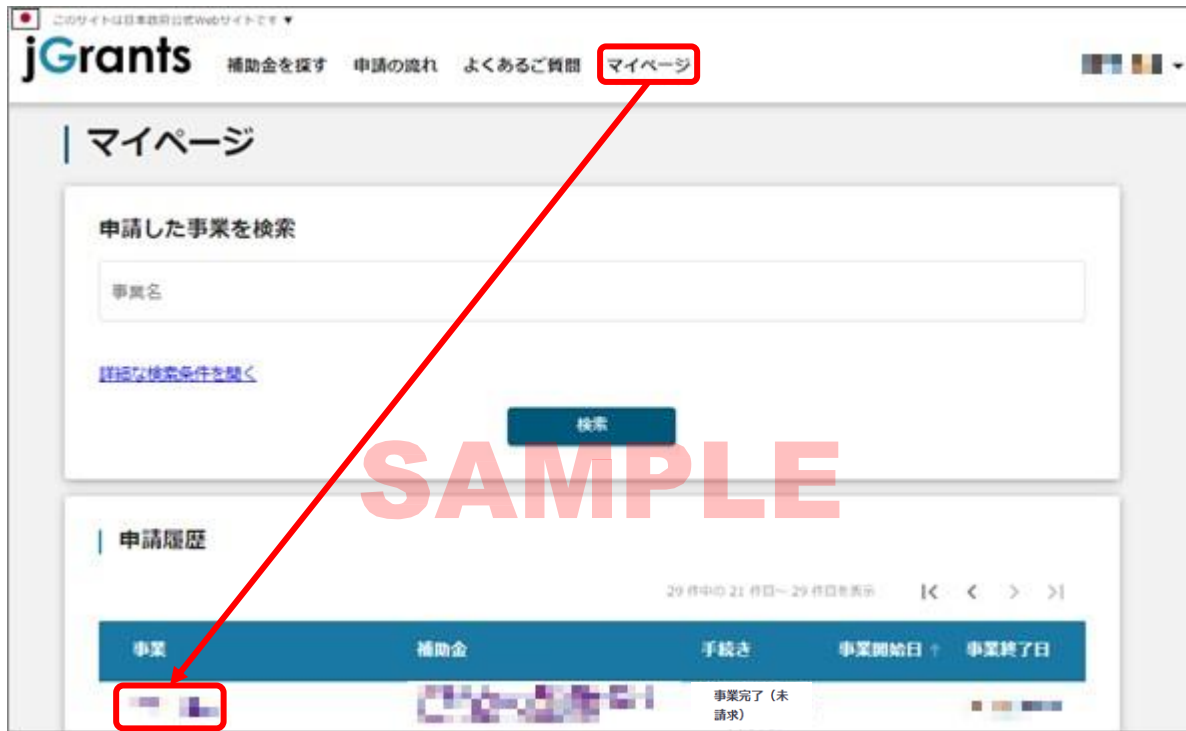 このサイトは日本政府公式Webサイトです ▼
jGrants 補助金を探す 申請の流れ よくあるご質問 マイページ
マイページ
申請した事業を検索
事業名
詳細な検索条件を開く
検索
SAMPLE
申請履歴
29 件中の 21 件目~ 29 件目を表示
事業 補助金 手続き 事業開始日 ↑ 事業終了日
事業完了(未
請求)